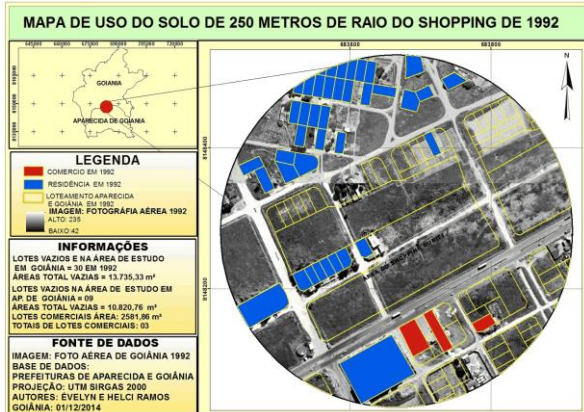 MAPA DE USO DO SOLO DE 250 METROS DE RAIO DO SHOPPING DE 1992
GOIANIA
APARECIDA DE GOIANIA
LEGENDA
COMERCIO EM 1992
RESIDÊNCIA EM 1992
LOTEAMENTO APARECIDA
E GOIÂNIA EM 1992
IMAGEM: FOTOGRÁFIA AÉREA 1992
ALTO: 235
BAIXO:42
INFORMAÇÕES
LOTES VAZIOS NA ÁREA DE ESTUDO
EM GOIÂNIA = 30 EM 1992
ÁREAS TOTAL VAZIAS = 13.735,33 m²
LOTES VAZIOS NA ÁREA DE ESTUDO EM
AP. DE GOIÂNIA = 09
ÁREAS TOTAL VAZIAS = 10.820,76 m²
LOTES COMERCIAIS ÁREA: 2581,86 m²
TOTAIS DE LOTES COMERCIAIS: 03
FONTE DE DADOS
IMAGEM: FOTO AÉREA DE GOIÂNIA 1992
BASE DE DADOS:
PREFEITURAS DE APARECIDA E GOIÂNIA
PROJEÇÃO: UTM SIRGAS 2000
AUTORES: ÉVELYN E HELCI RAMOS
GOIÂNIA: 01/12/2014
8148400
8148200
N